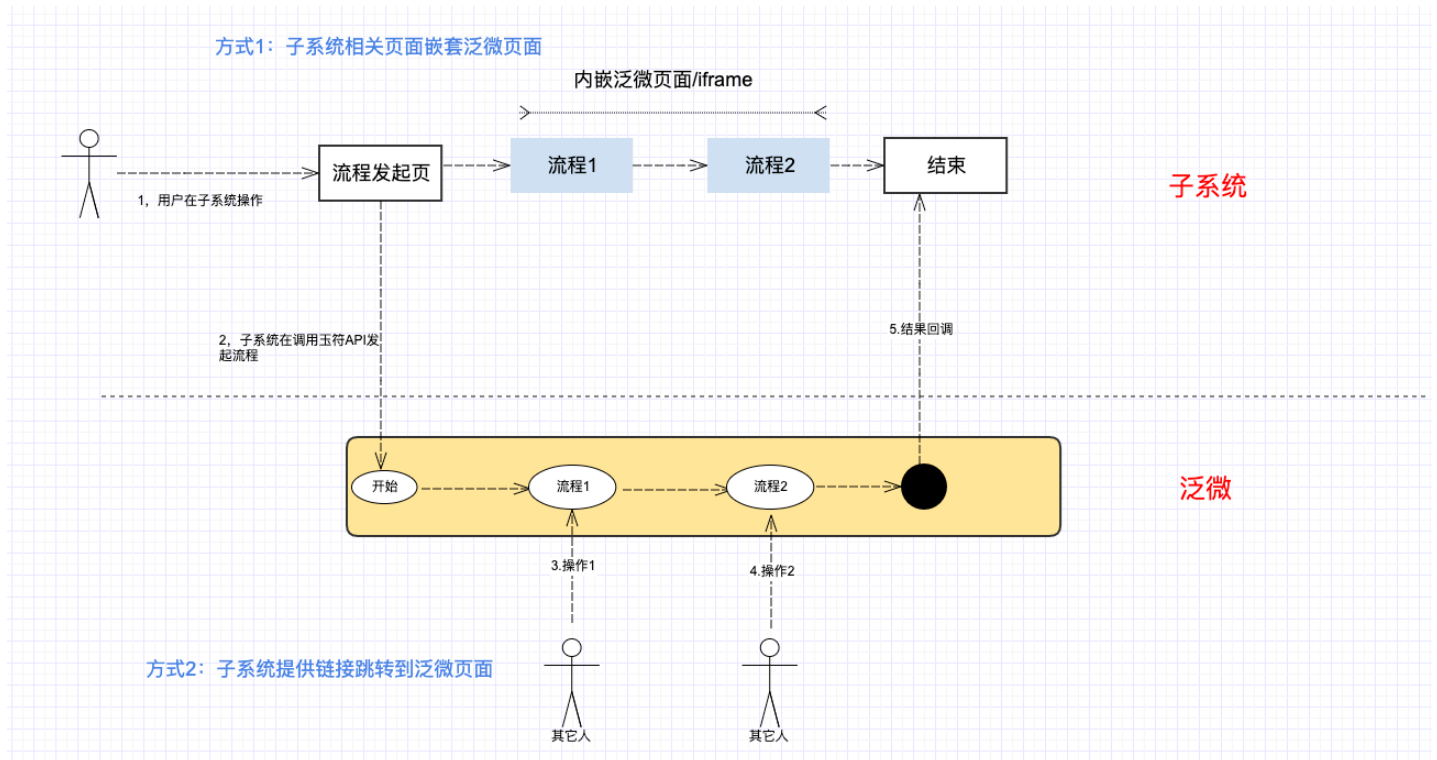 方式1：子系统相关页面嵌套泛微页面
内嵌泛微页面/iframe
流程发起页
流程1
流程2
结束
子系统
1，用户在子系统操作
2，子系统在调用玉符API发
起流程
5.结果回调
开始
流程1
流程2
泛微
3.操作1
4.操作2
方式2：子系统提供链接跳转到泛微页面
其它人
其它人